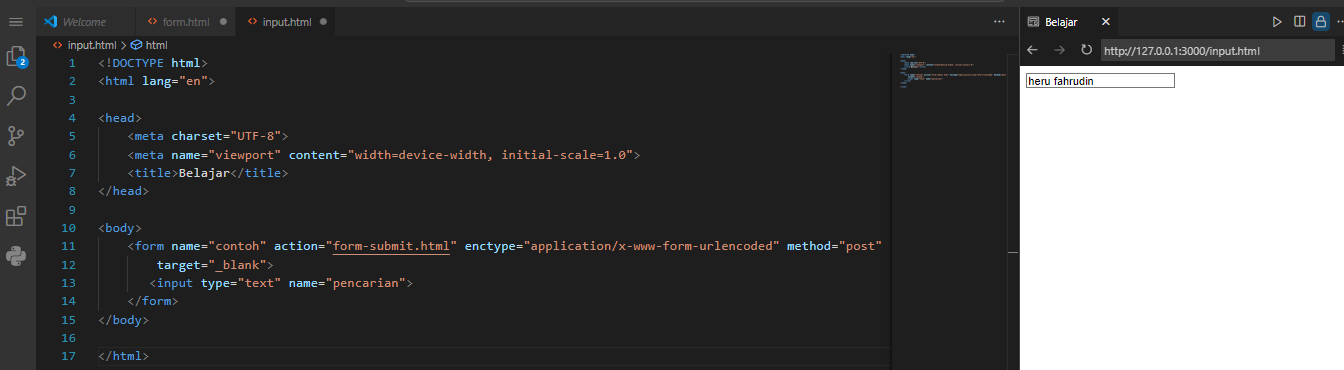 Welcome
form.html
input.html
input.html > html
1 <!DOCTYPE html>
2 <html lang="en">
3
4 <head>
5 <meta charset="UTF-8">
6 <meta name="viewport" content="width=device-width, initial-scale=1.0">
7 <title>Belajar</title>
8 </head>
9
10 <body>
11 <form name="contoh" action="form-submit.html" enctype="application/x-www-form-urlencoded" method="post"
12 target="_blank">
13 <input type="text" name="pencarian">
14 </form>
15 </body>
16
17 </html>
2
Belajar
http://127.0.0.1:3000/input.html
heru fahrudin